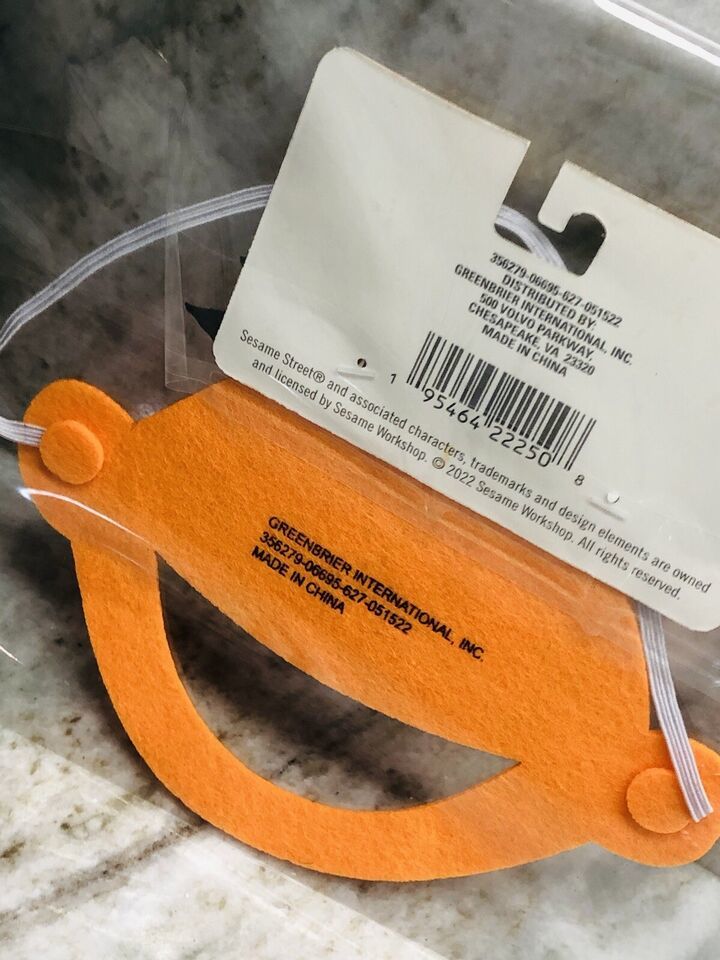 356279-06695-627-051522
DISTRIBUTED BY:
GREENBRIER INTERNATIONAL, INC.
500 VOLVO PARKWAY,
CHESAPEAKE, VA 23320
MADE IN CHINA
1 95464 22250 8
Sesame Street® and associated characters, trademarks and design elements are owned
and licensed by Sesame Workshop. © 2022 Sesame Workshop. All rights reserved.
GREENBRIER INTERNATIONAL, INC.
356279-06695-627-051522
MADE IN CHINA